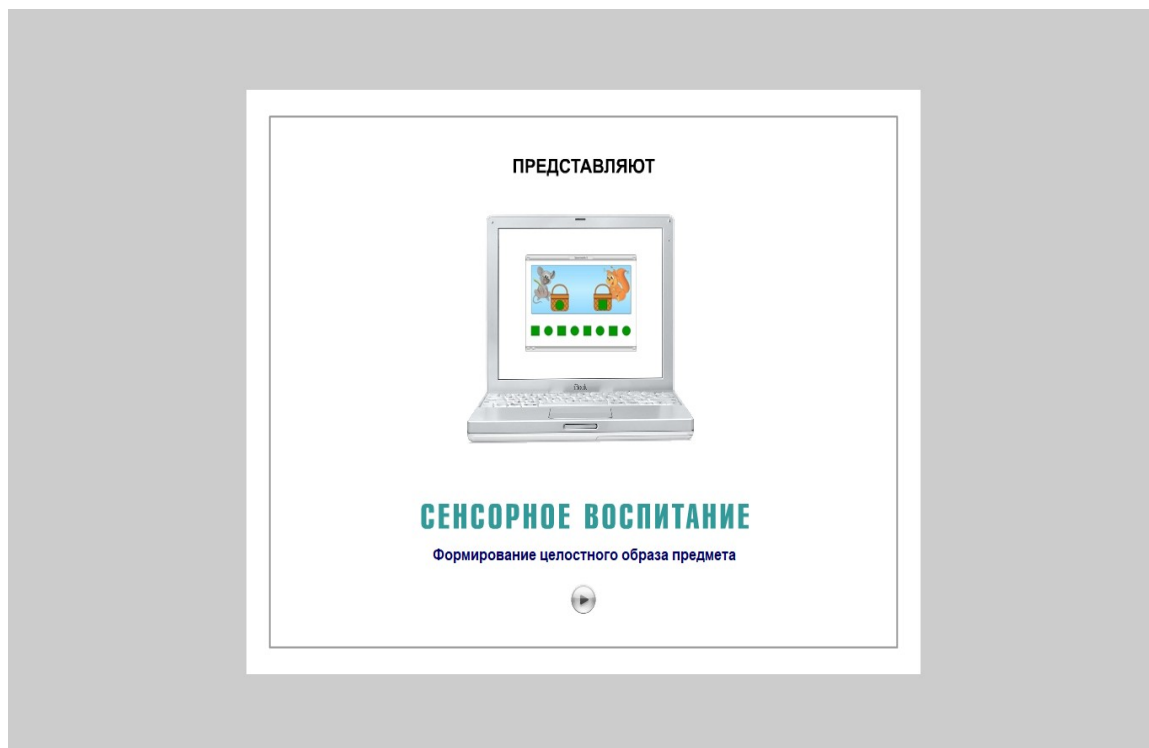 ПРЕДСТАВЛЯЮТ
СЕНСОРНОЕ ВОСПИТАНИЕ
Формирование целостного образа предмета